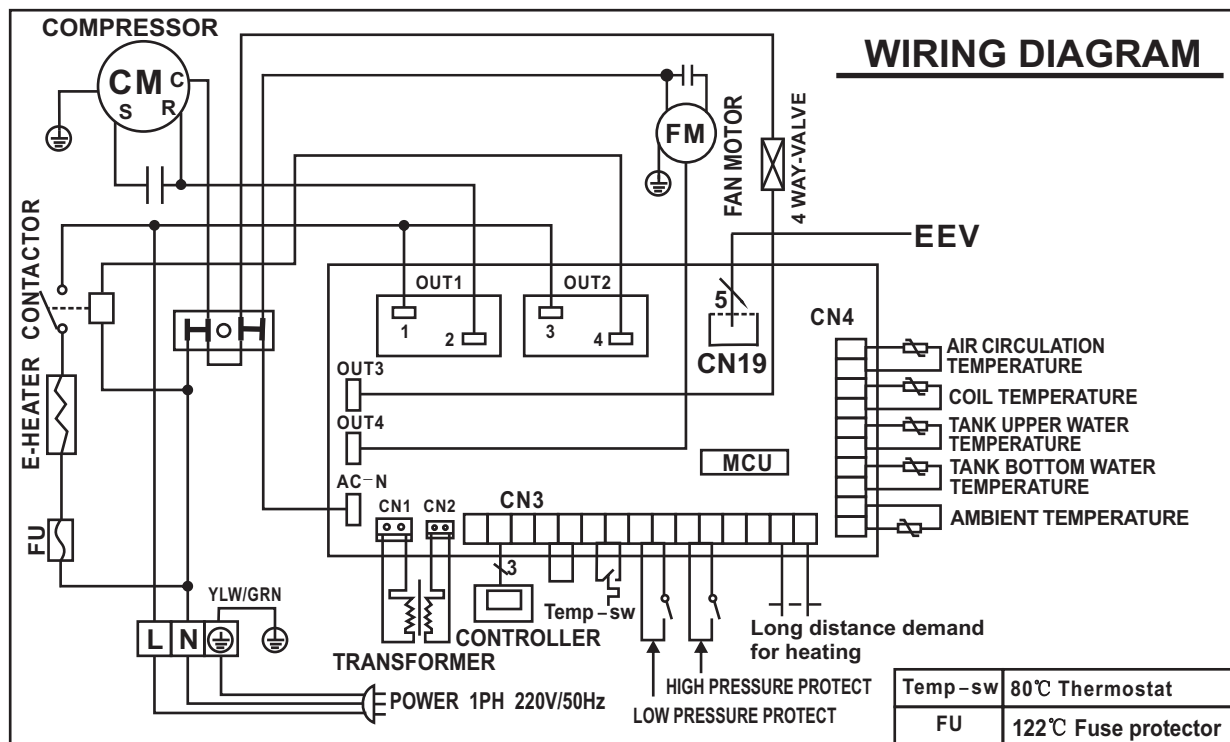 COMPRESSOR
WIRING DIAGRAM
CM
C
S
R
FM
FAN MOTOR
4 WAY-VALVE
EEV
E-HEATER CONTACTOR
OUT1
OUT2
1
2
3
4
5
CN19
CN4
OUT3
OUT4
AC-N
MCU
CN1
CN2
CN3
AIR CIRCULATION
TEMPERATURE
COIL TEMPERATURE
TANK UPPER WATER
TEMPERATURE
TANK BOTTOM WATER
TEMPERATURE
AMBIENT TEMPERATURE
FU
YLW/GRN
L
N
3
Temp-sw
CONTROLLER
TRANSFORMER
Long distance demand
for heating
POWER 1PH 220V/50Hz
HIGH PRESSURE PROTECT
LOW PRESSURE PROTECT
Temp-sw 80℃ Thermostat
FU 122℃ Fuse protector